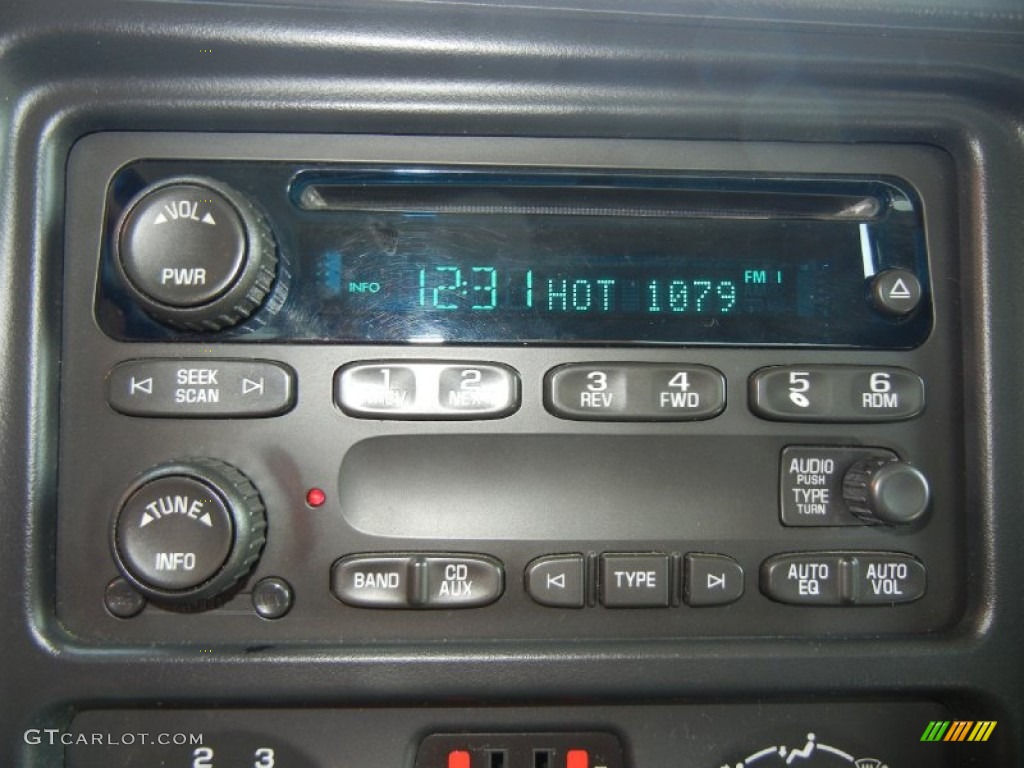 VOL
PWR
INFO 12:31 HOT 1079 FM 1
SEEK
SCAN
1 2
NEXT
3
REV
4
FWD
5
6
RDM
TUNE
INFO
AUDIO
PUSH
TYPE
TURN
BAND
CD
AUX
TYPE
AUTO
EQ
AUTO
VOL
GTCARLOT.COM
2 3